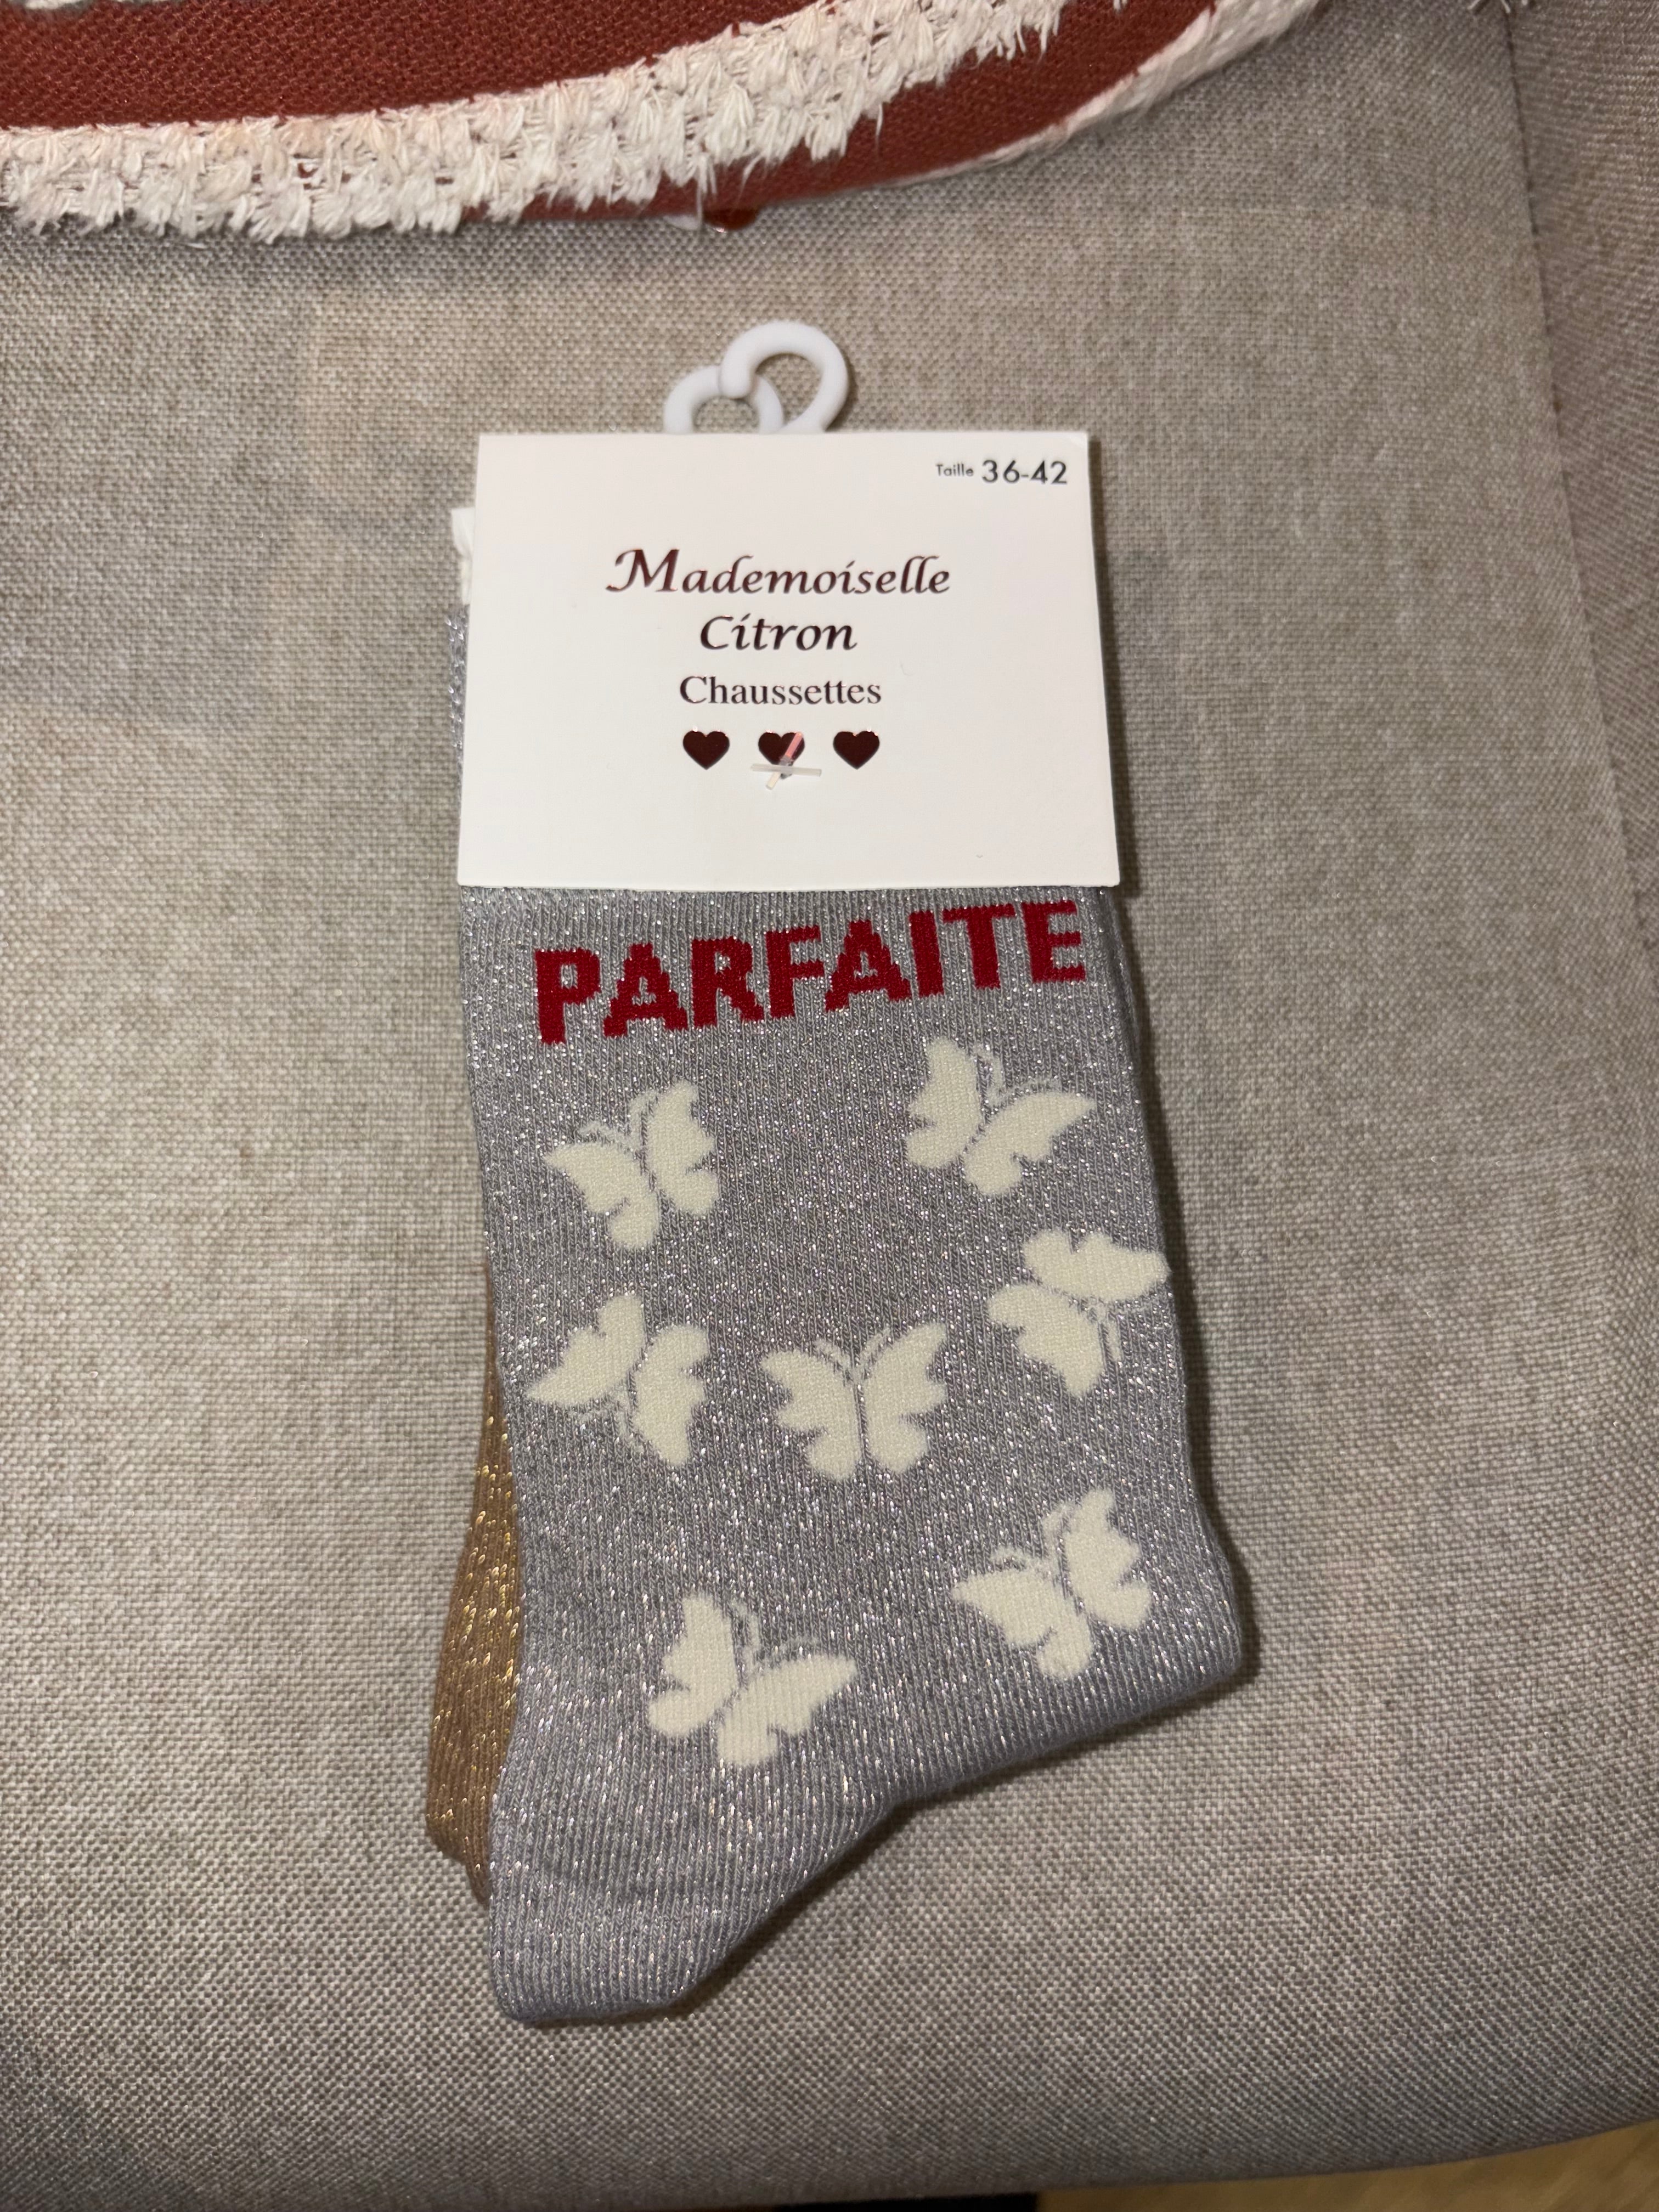 Taille 36-42
Mademoiselle
Citron
Chaussettes
PARFAITE